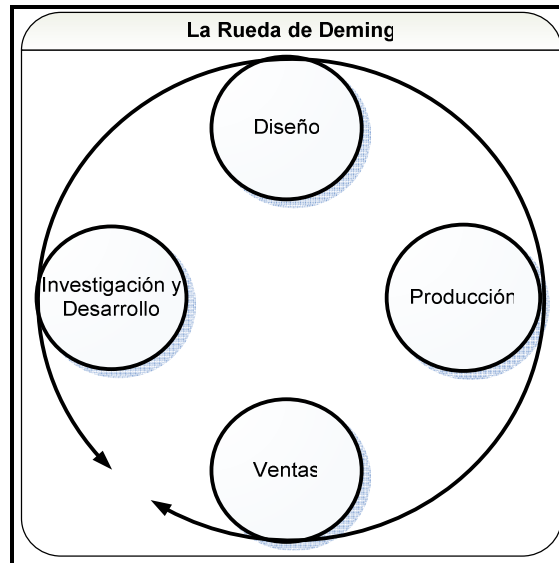 La Rueda de Deming
Diseño
Investigación y
Desarrollo
Producción
Ventas